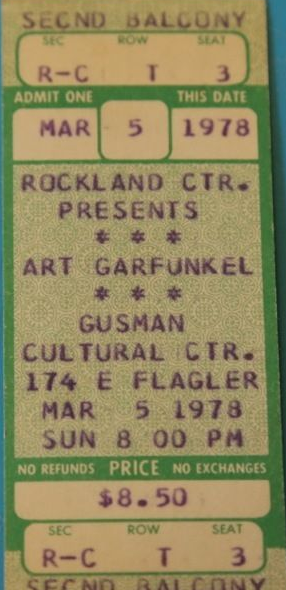 SECND BALCONY
SEC ROW SEAT
R-C T 3
ADMIT ONE THIS DATE
MAR 5 1978
ROCKLAND CTR.
PRESENTS
* * *
ART GARFUNKEL
* * *
GUSMAN
CULTURAL CTR.
174 E FLAGLER
MAR 5 1978
SUN 8 00 PM
NO REFUNDS PRICE NO EXCHANGES
$8.50
SEC ROW SEAT
R-C T 3
SECND BALCONY